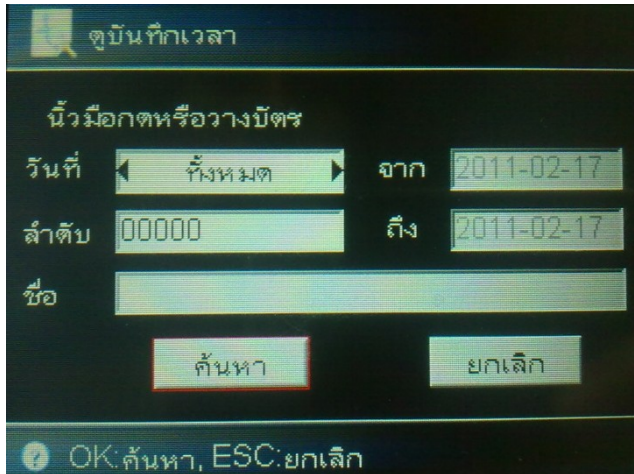 ดูบันทึกเวลา
นิ้วมือกดหรือวางบัตร
วันที่ ทั้งหมด จาก 2011-02-17
ลำดับ 00000 ถึง 2011-02-17
ชื่อ
ค้นหา ยกเลิก
OK:ค้นหา, ESC:ยกเลิก